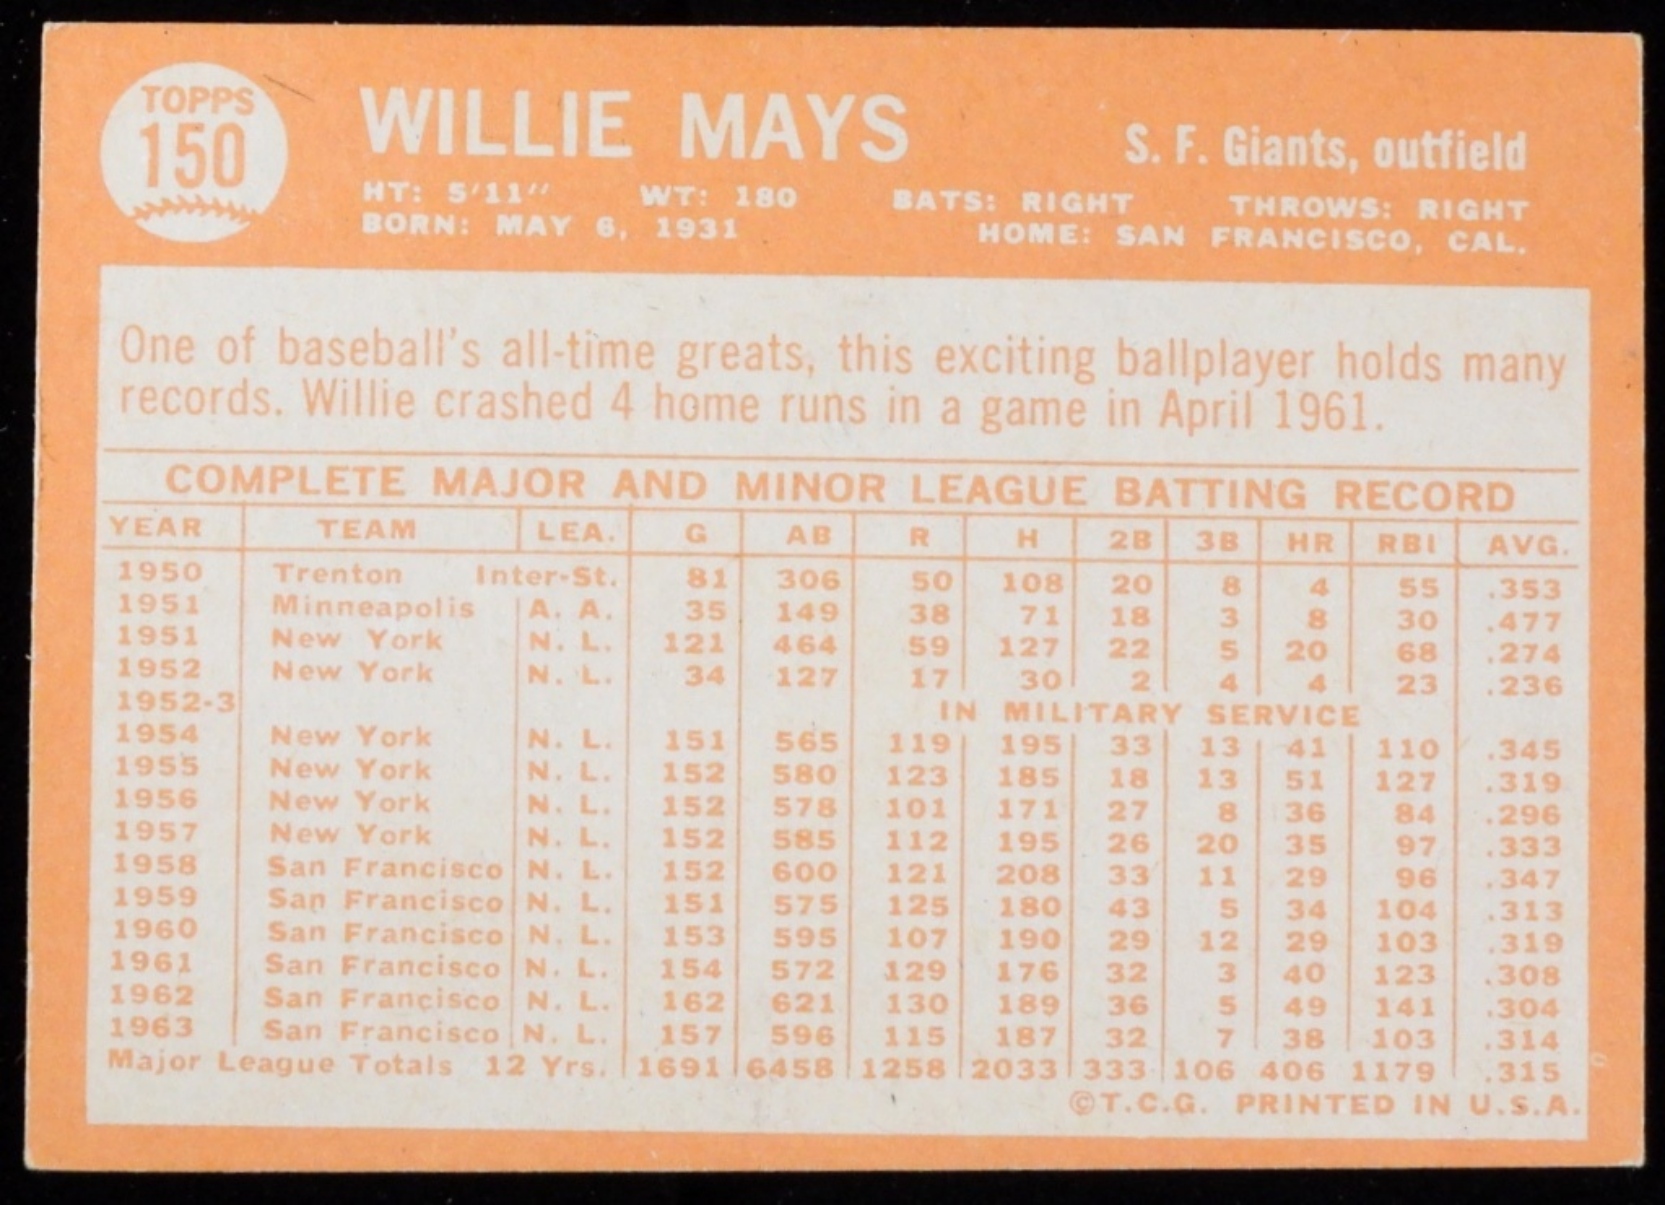 TOPPS
150
WILLIE MAYS
S. F. Giants, outfield
HT: 5'11" WT: 180 BATS: RIGHT THROWS: RIGHT
BORN: MAY 6, 1931 HOME: SAN FRANCISCO, CAL.
One of baseball's all-time greats, this exciting ballplayer holds many
records. Willie crashed 4 home runs in a game in April 1961.
COMPLETE MAJOR AND MINOR LEAGUE BATTING RECORD
YEAR TEAM LEA. G AB R H 2B 3B HR RBI AVG.
1950 Trenton Inter-St. 81 306 50 108 20 8 4 55 .353
1951 Minneapolis A. A. 35 149 38 71 18 3 8 30 .477
1951 New York N. L. 121 464 59 127 22 5 20 68 .274
1952 New York N. L. 34 127 17 30 2 4 4 23 .236
1952-3 IN MILITARY SERVICE
1954 New York N. L. 151 565 119 195 33 13 41 110 .345
1955 New York N. L. 152 580 123 185 18 13 51 127 .319
1956 New York N. L. 152 578 101 171 27 8 36 84 .296
1957 New York N. L. 152 585 112 195 26 20 35 97 .333
1958 San Francisco N. L. 152 600 121 208 33 11 29 96 .347
1959 San Francisco N. L. 151 575 125 180 43 5 34 104 .313
1960 San Francisco N. L. 153 595 107 190 29 12 29 103 .319
1961 San Francisco N. L. 154 572 129 176 32 3 40 123 .308
1962 San Francisco N. L. 162 621 130 189 36 5 49 141 .304
1963 San Francisco N. L. 157 596 115 187 32 7 38 103 .314
Major League Totals 12 Yrs. 1691 6458 1258 2033 333 106 406 1179 .315
©T.C.G. PRINTED IN U.S.A.